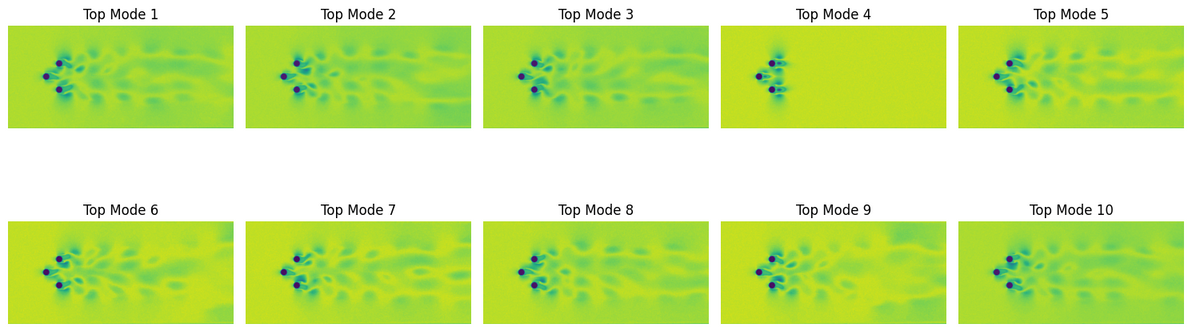 Top Mode 1
Top Mode 2
Top Mode 3
Top Mode 4
Top Mode 5
Top Mode 6
Top Mode 7
Top Mode 8
Top Mode 9
Top Mode 10